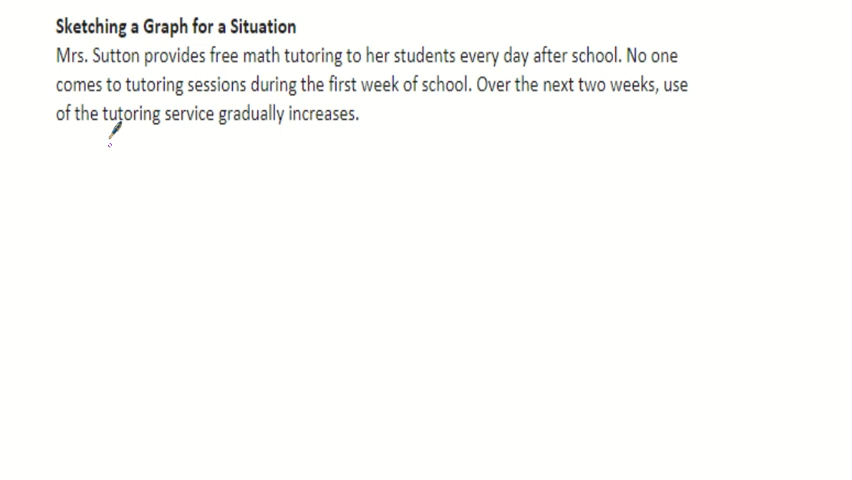 Sketching a Graph for a Situation
Mrs. Sutton provides free math tutoring to her students every day after school. No one
comes to tutoring sessions during the first week of school. Over the next two weeks, use
of the tutoring service gradually increases.